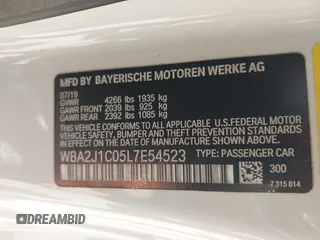 MFD BY BAYERISCHE MOTOREN WERKE AG
07/19
GVWR 4266 lbs 1935 kg
GAWR FRONT 2039 lbs 925 kg
GAWR REAR 2392 lbs 1085 kg
THIS VEHICLE CONFORMS TO ALL APPLICABLE U.S.FEDERAL MOTOR
VEHICLE SAFETY, BUMPER AND THEFT PREVENTION
STANDARDS IN EFFECT ON THE DATE OF MANUFACTURE SHOWN ABOVE.
WBA2J1C05L7E54523 TYPE: PASSENGER CAR
300
7 315 814
DREAMBID